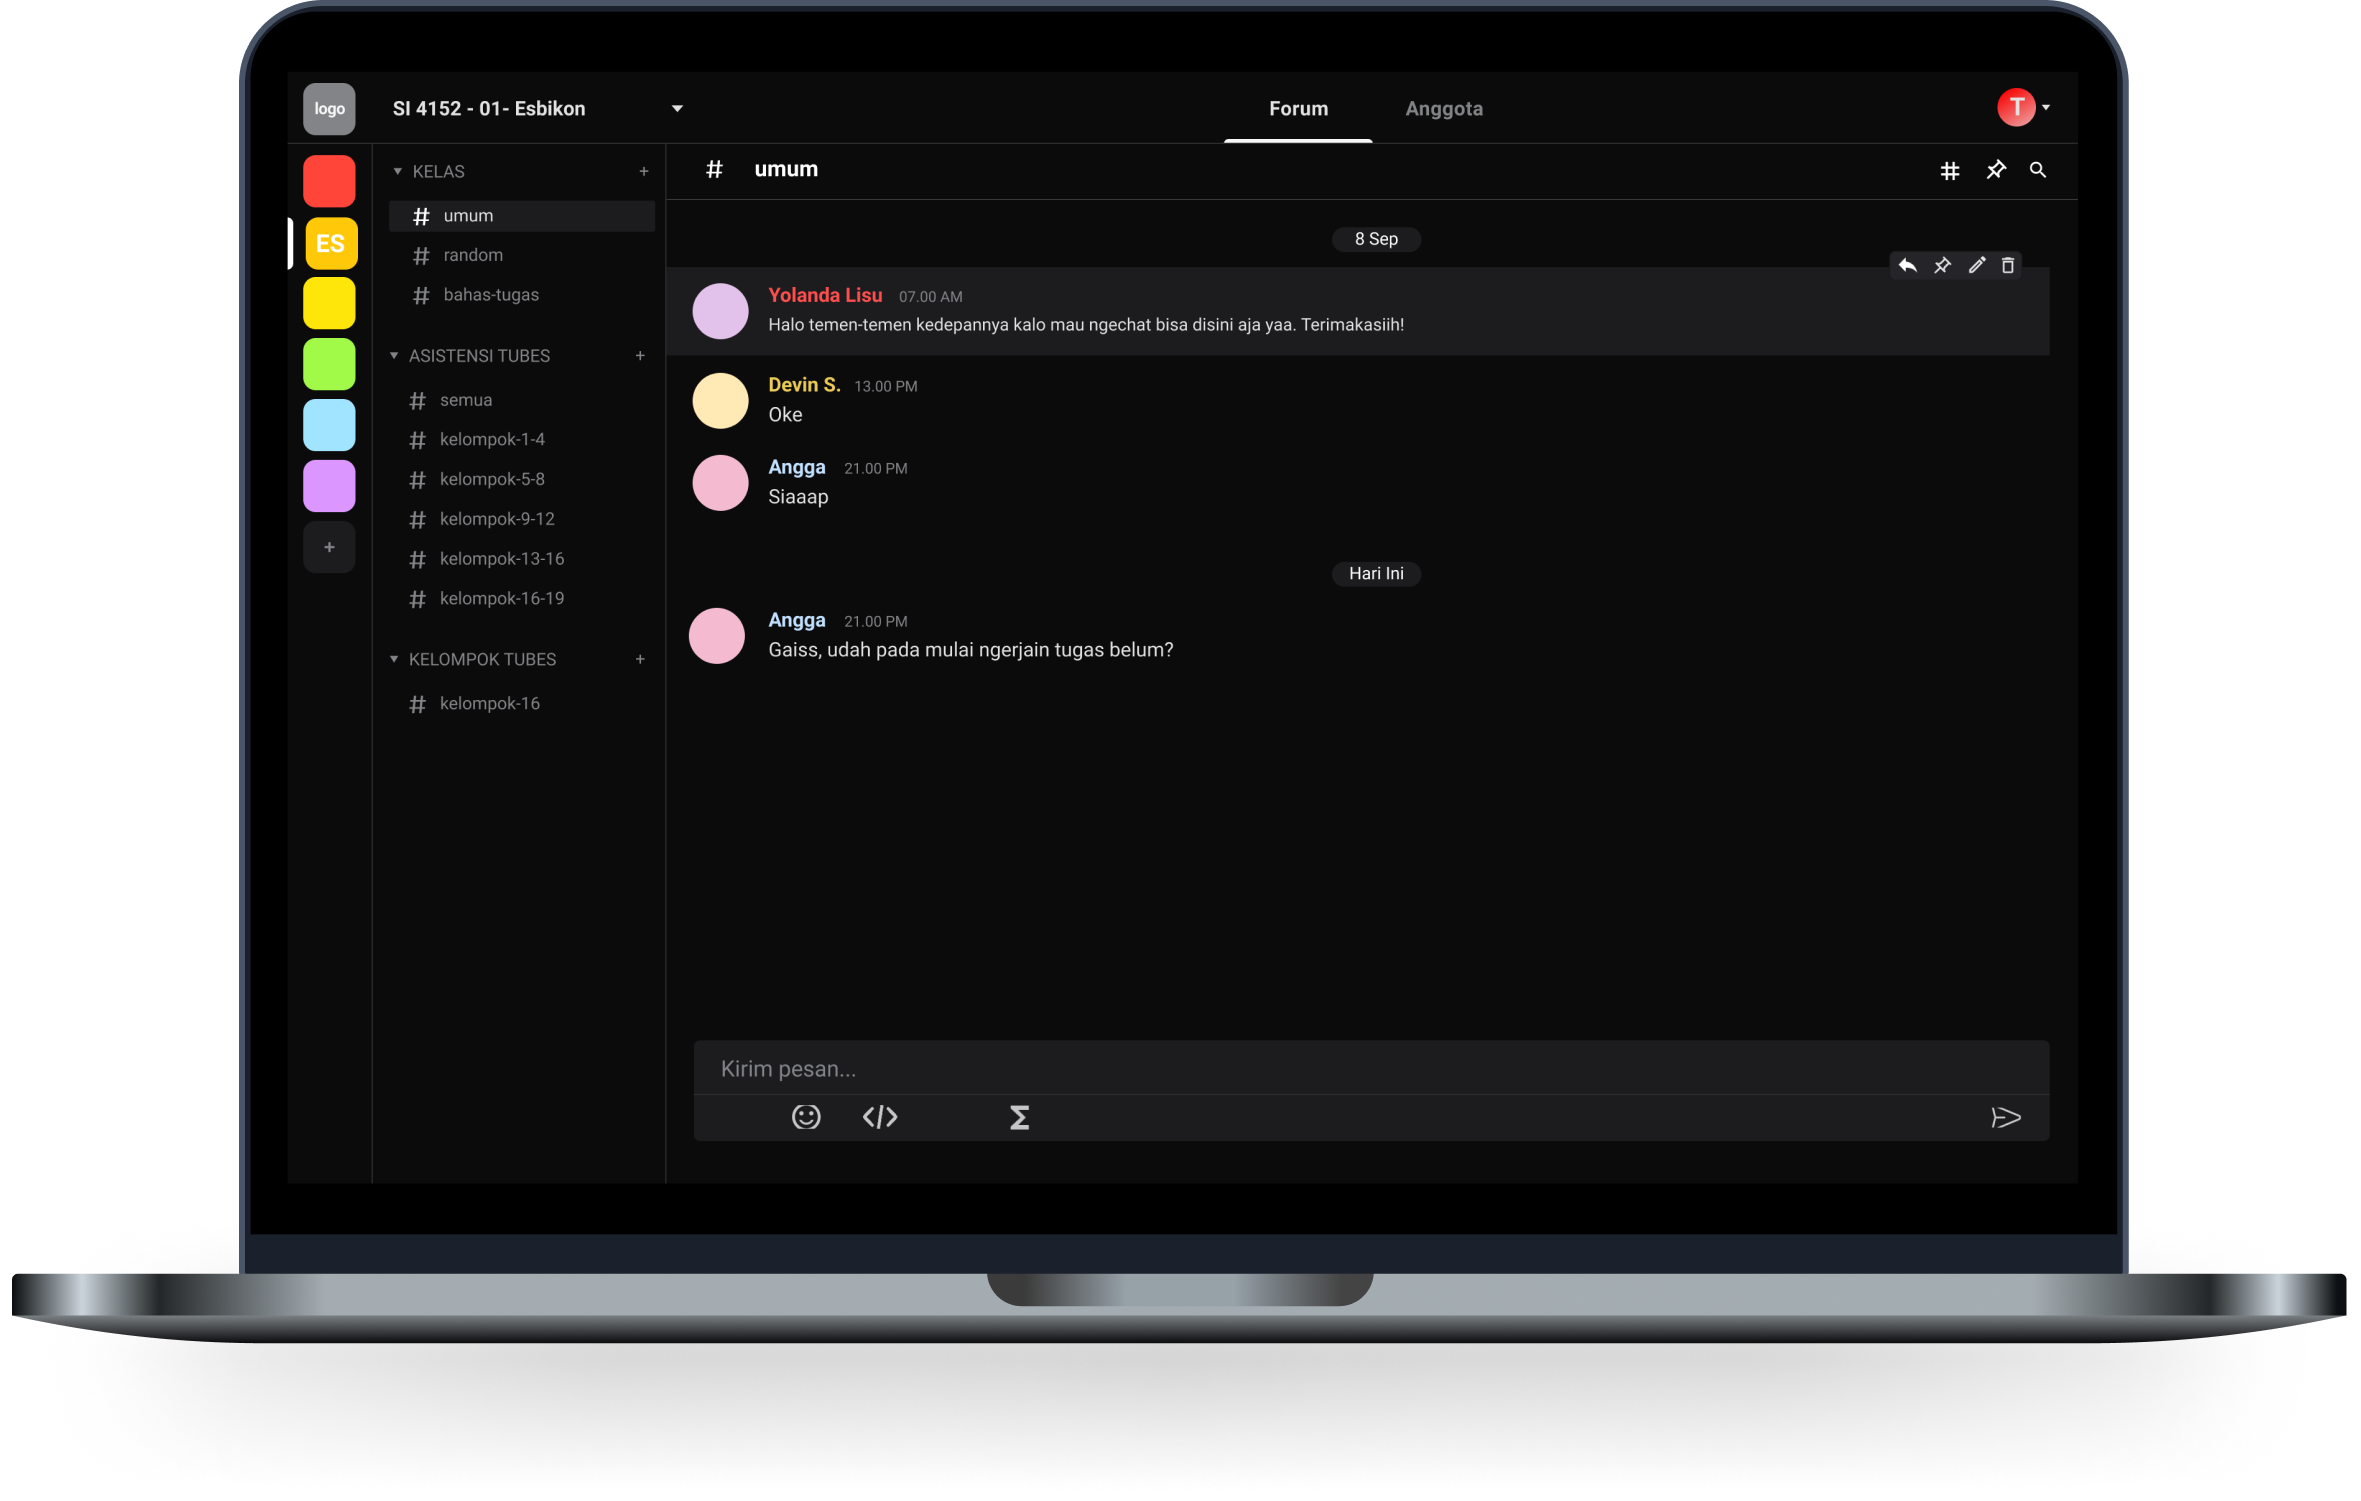 logo
SI 4152 - 01- Esbikon
Forum
Anggota
T
ES
+
KELAS +
# umum
# random
# bahas-tugas
ASISTENSI TUBES +
# semua
# kelompok-1-4
# kelompok-5-8
# kelompok-9-12
# kelompok-13-16
# kelompok-16-19
KELOMPOK TUBES +
# kelompok-16
# umum
8 Sep
Yolanda Lisu 07.00 AM
Halo temen-temen kedepannya kalo mau ngechat bisa disini aja yaa. Terimakasiih!
Devin S. 13.00 PM
Oke
Angga 21.00 PM
Siaaap
Hari Ini
Angga 21.00 PM
Gaiss, udah pada mulai ngerjain tugas belum?
Kirim pesan...